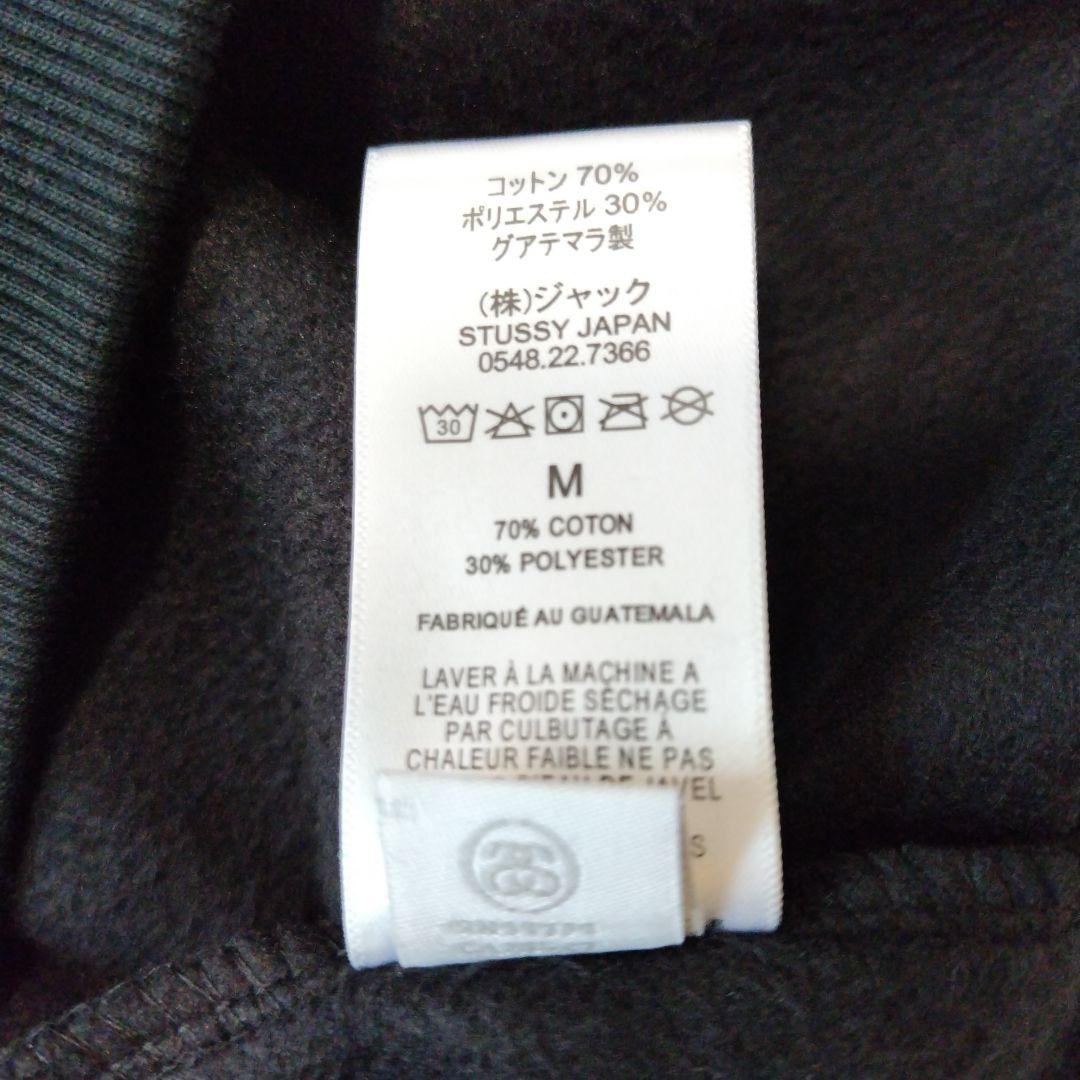 コットン 70%
ポリエステル 30%
グアテマラ製
(株)ジャック
STUSSY JAPAN
0548.22.7366
30
M
70% COTON
30% POLYESTER
FABRIQUÉ AU GUATEMALA
LAVER À LA MACHINE A
L'EAU FROIDE SÉCHAGE
PAR CULBUTAGE À
CHALEUR FAIBLE NE PAS
DE JAVEL
S